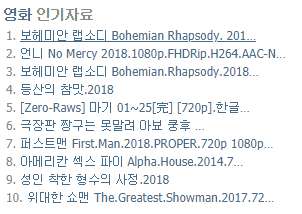 영화 인기자료
1. 보헤미안 랩소디 Bohemian Rhapsody. 201...
2. 언니 No Mercy 2018.1080p.FHDRip.H264.AAC-N...
3. 보헤미안 랩소디 Bohemian Rhapsody.2018...
4. 등산의 참맛.2018
5. [Zero-Raws] 마기 01~25[完] [720p].한글...
6. 극장판 짱구는 못말려 아뵤 쿵후 ...
7. 퍼스트맨 First.Man.2018.PROPER.720p 1080p...
8. 아메리칸 섹스 파이 Alpha.House.2014.7...
9. 성인 착한 형수의 사정.2018
10. 위대한 쇼맨 The.Greatest.Showman.2017.72...